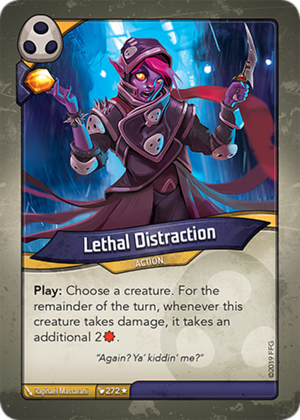 Lethal Distraction
ACTION
Play: Choose a creature. For the
remainder of the turn, whenever this
creature takes damage, it takes an
additional 2.
"Again? Ya' kiddin' me?"
Raphael Massarani
272
©2019 FFG